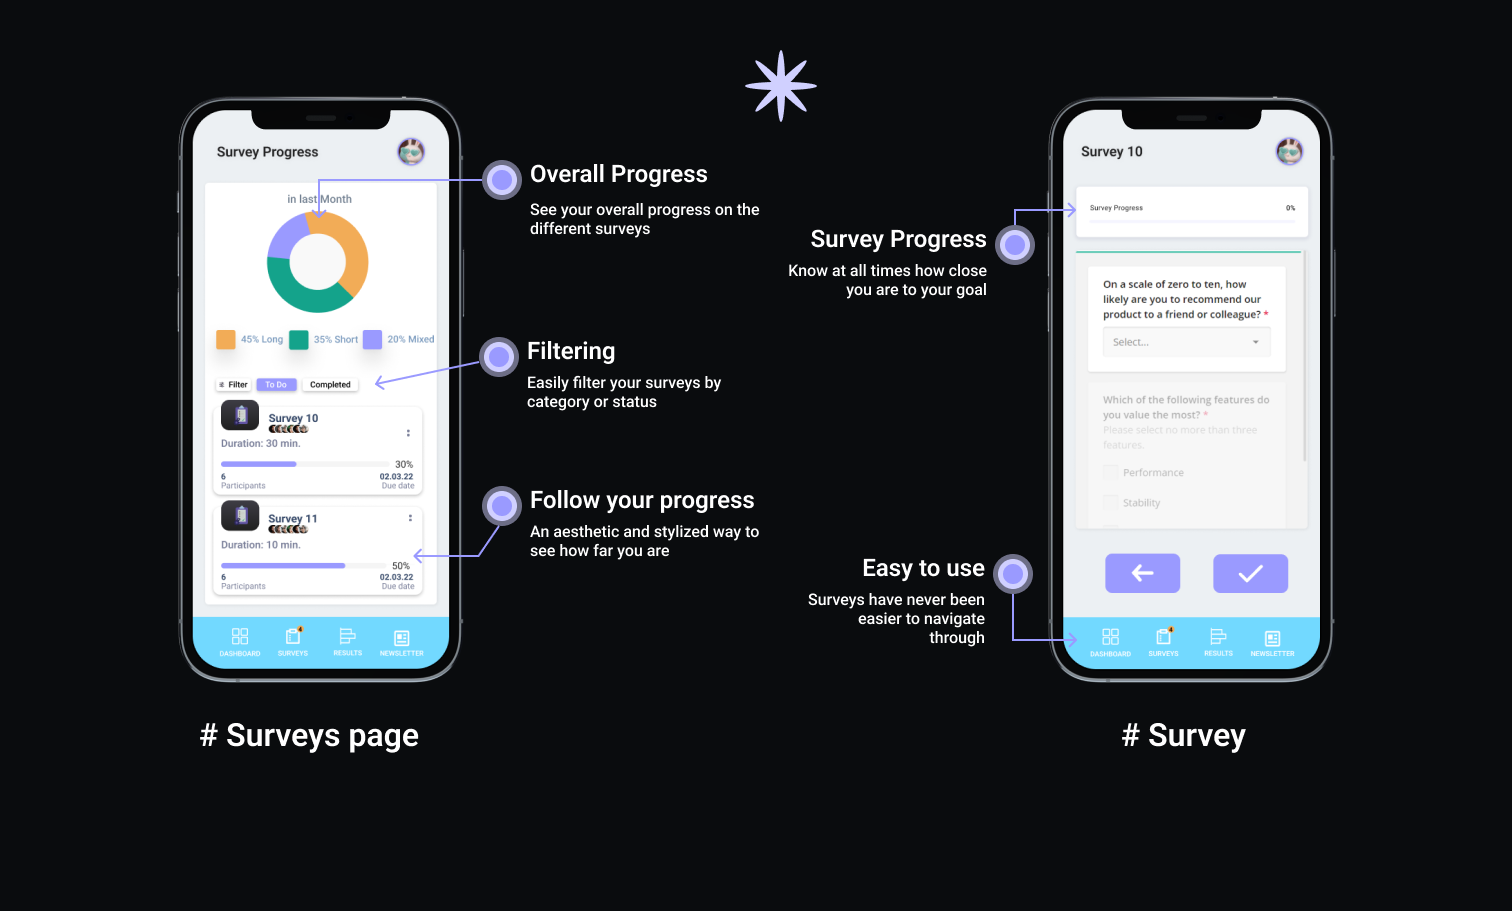 Survey Progress
in last Month
45% Long
35% Short
20% Mixed
Filter
To Do
Completed
Survey 10
Duration: 30 min.
30%
6
Participants
02.03.22
Due date
Survey 11
Duration: 10 min.
50%
6
Participants
02.03.22
Due date
DASHBOARD
4
SURVEYS
RESULTS
NEWSLETTER
# Surveys page
Overall Progress
See your overall progress on the
different surveys
Filtering
Easily filter your surveys by
category or status
Follow your progress
An aesthetic and stylized way to
see how far you are
Survey Progress
Know at all times how close
you are to your goal
Easy to use
Surveys have never been
easier to navigate
through
Survey 10
Survey Progress
0%
On a scale of zero to ten, how
likely are you to recommend our
product to a friend or colleague? *
Select...
Which of the following features do
you value the most? *
Please select no more than three
features.
Performance
Stability
DASHBOARD
4
SURVEYS
RESULTS
NEWSLETTER
# Survey